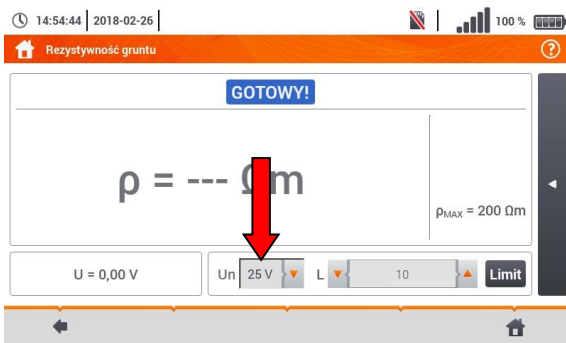 14:54:44 2018-02-26 100 %
Rezystywność gruntu ?
GOTOWY!
ρ = --- Ωm
ρMAX = 200 Ωm
U = 0,00 V Un 25 V L 10 Limit